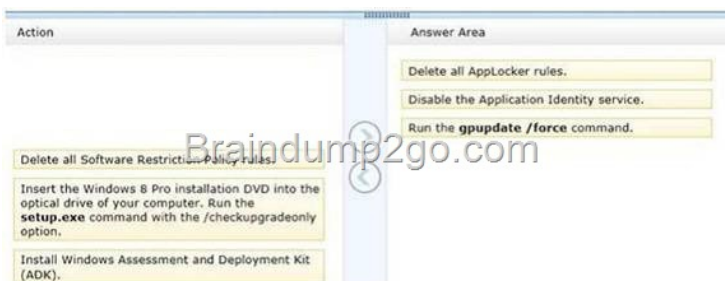 Action
Answer Area
Delete all AppLocker rules.
Disable the Application Identity service.
Run the gpupdate /force command.
Braindump2go.com
Delete all Software Restriction Policy rules.
Insert the Windows 8 Pro installation DVD into the
optical drive of your computer. Run the
setup.exe command with the /checkupgradeonly
option.
Install Windows Assessment and Deployment Kit
(ADK).